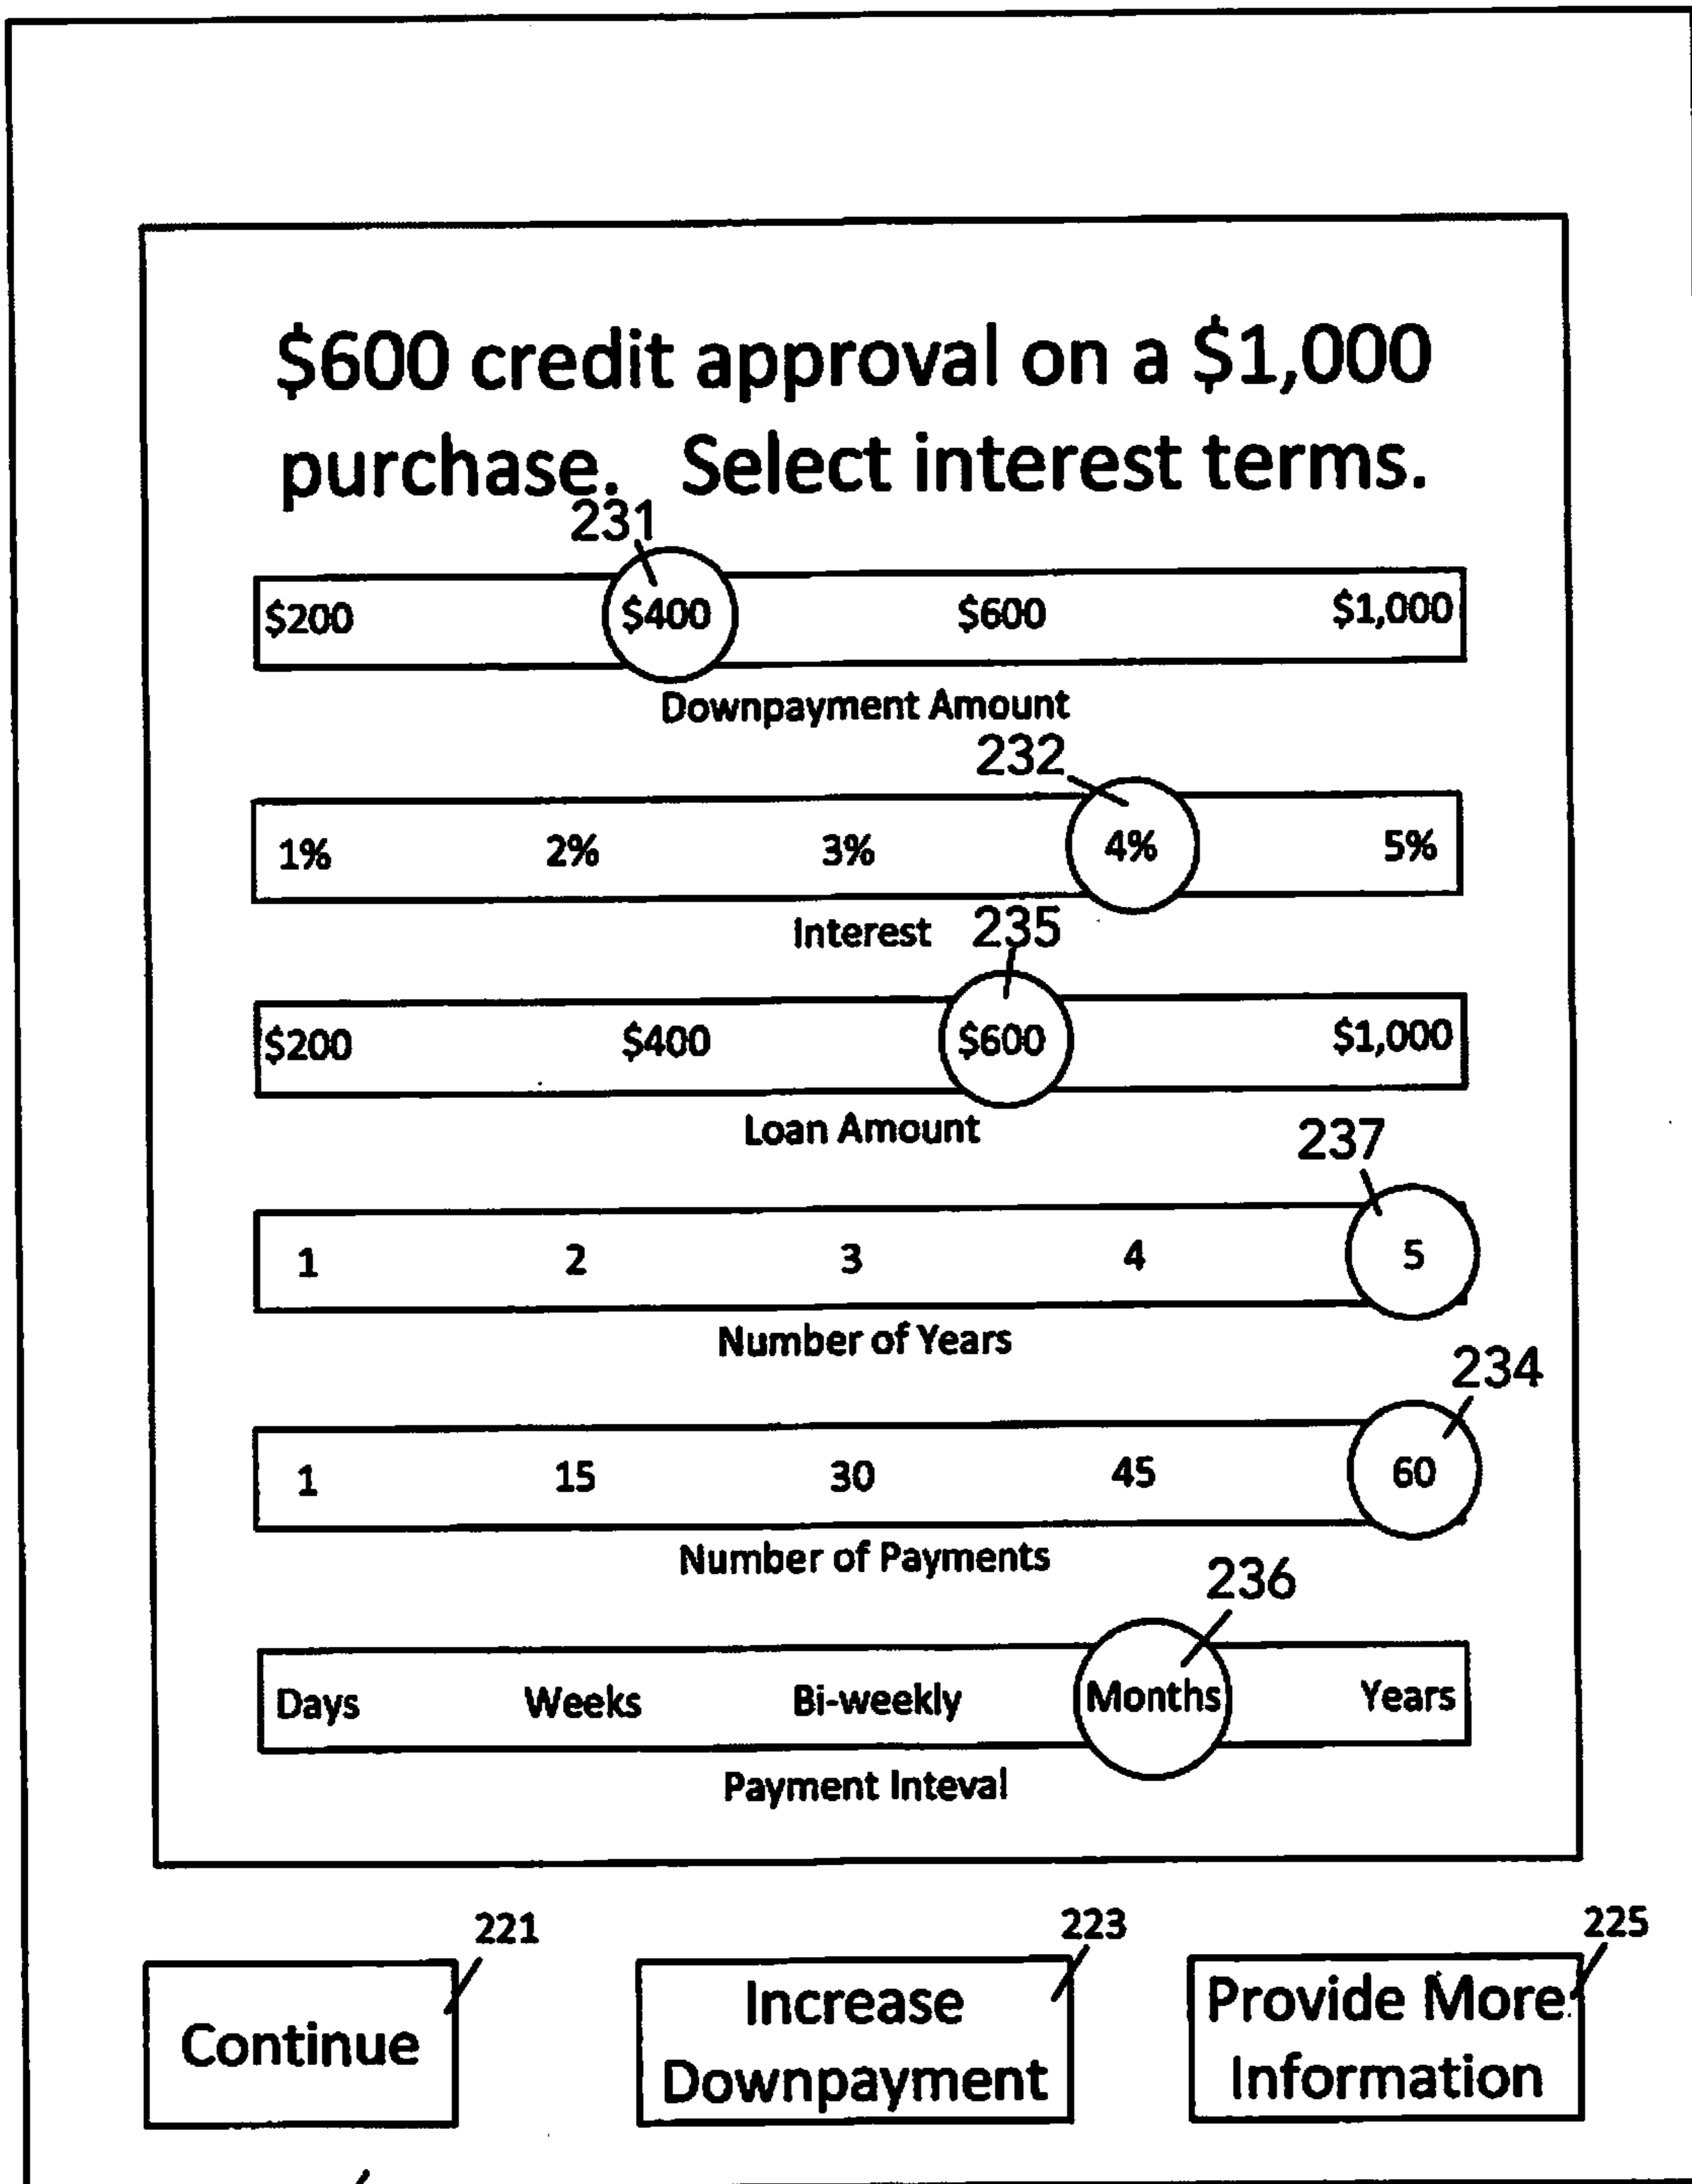 $600 credit approval on a $1,000
purchase. Select interest terms.
231
$200 $400 $600 $1,000
Downpayment Amount
232
1% 2% 3% 4% 5%
Interest 235
$200 $400 $600 $1,000
Loan Amount
237
1 2 3 4 5
Number of Years
234
1 15 30 45 60
Number of Payments
236
Days Weeks Bi-weekly Months Years
Payment Inteval
221 223 225
Continue
Increase
Downpayment
Provide More
Information